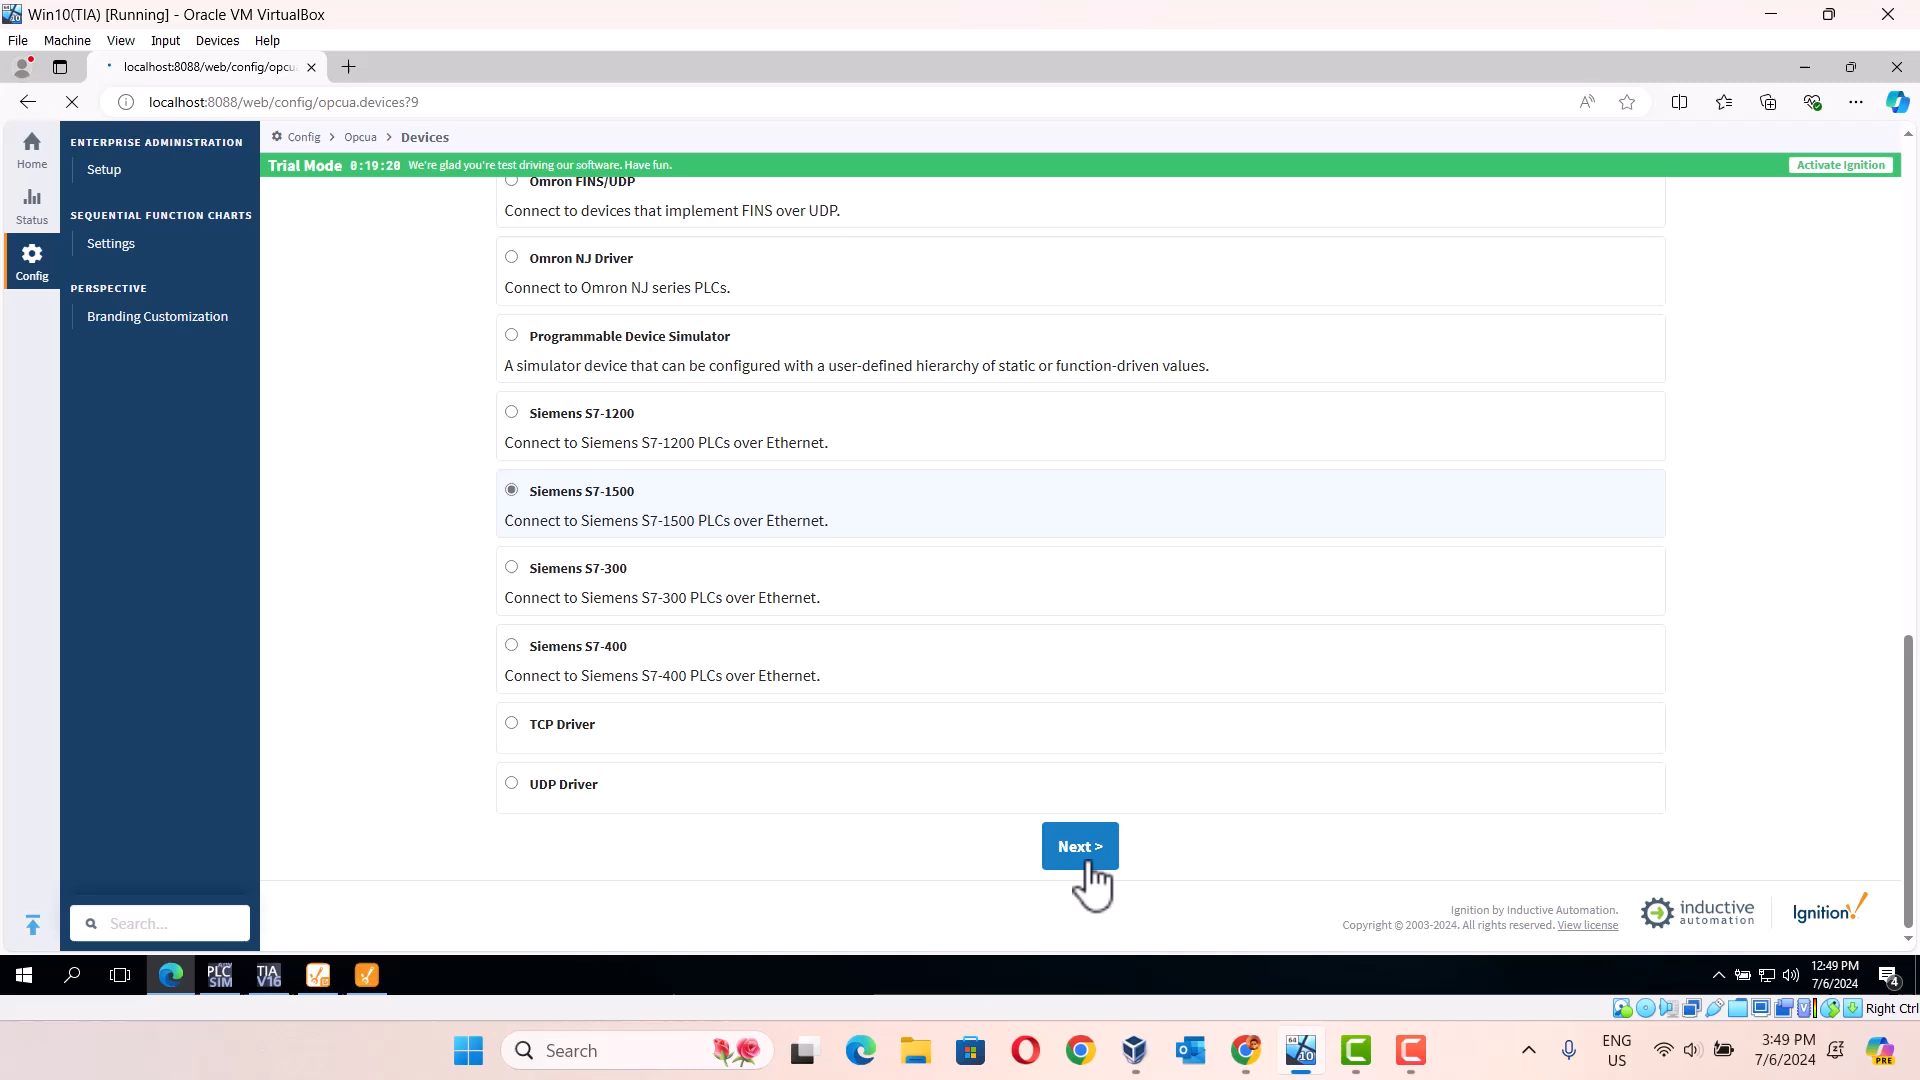 Win10(TIA) [Running] - Oracle VM VirtualBox
File Machine View Input Devices Help
localhost:8088/web/config/opcu
localhost:8088/web/config/opcua.devices?9
Home
Status
Config
ENTERPRISE ADMINISTRATION
Setup
SEQUENTIAL FUNCTION CHARTS
Settings
PERSPECTIVE
Branding Customization
Search...
Config > Opcua > Devices
Trial Mode 0:19:20 We're glad you're test driving our software. Have fun.
Activate Ignition
Omron FINS/UDP
Connect to devices that implement FINS over UDP.
Omron NJ Driver
Connect to Omron NJ series PLCs.
Programmable Device Simulator
A simulator device that can be configured with a user-defined hierarchy of static or function-driven values.
Siemens S7-1200
Connect to Siemens S7-1200 PLCs over Ethernet.
Siemens S7-1500
Connect to Siemens S7-1500 PLCs over Ethernet.
Siemens S7-300
Connect to Siemens S7-300 PLCs over Ethernet.
Siemens S7-400
Connect to Siemens S7-400 PLCs over Ethernet.
TCP Driver
UDP Driver
Next >
Ignition by Inductive Automation.
Copyright © 2003-2024. All rights reserved. View license
inductive
automation
Ignition!
PLC
SIM
TIA
V16
12:49 PM
7/6/2024
4
Right Ctrl
Search
64
10
ENG
US
3:49 PM
7/6/2024
PRE